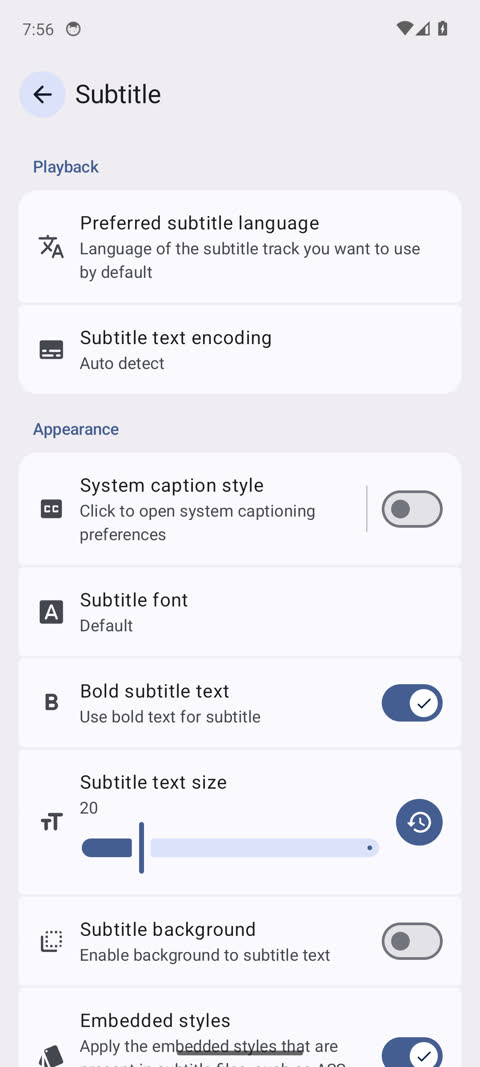 7:56
Subtitle
Playback
Preferred subtitle language
Language of the subtitle track you want to use
by default
Subtitle text encoding
Auto detect
Appearance
System caption style
Click to open system captioning
preferences
Subtitle font
Default
Bold subtitle text
Use bold text for subtitle
Subtitle text size
20
Subtitle background
Enable background to subtitle text
Embedded styles
Apply the embedded styles that are